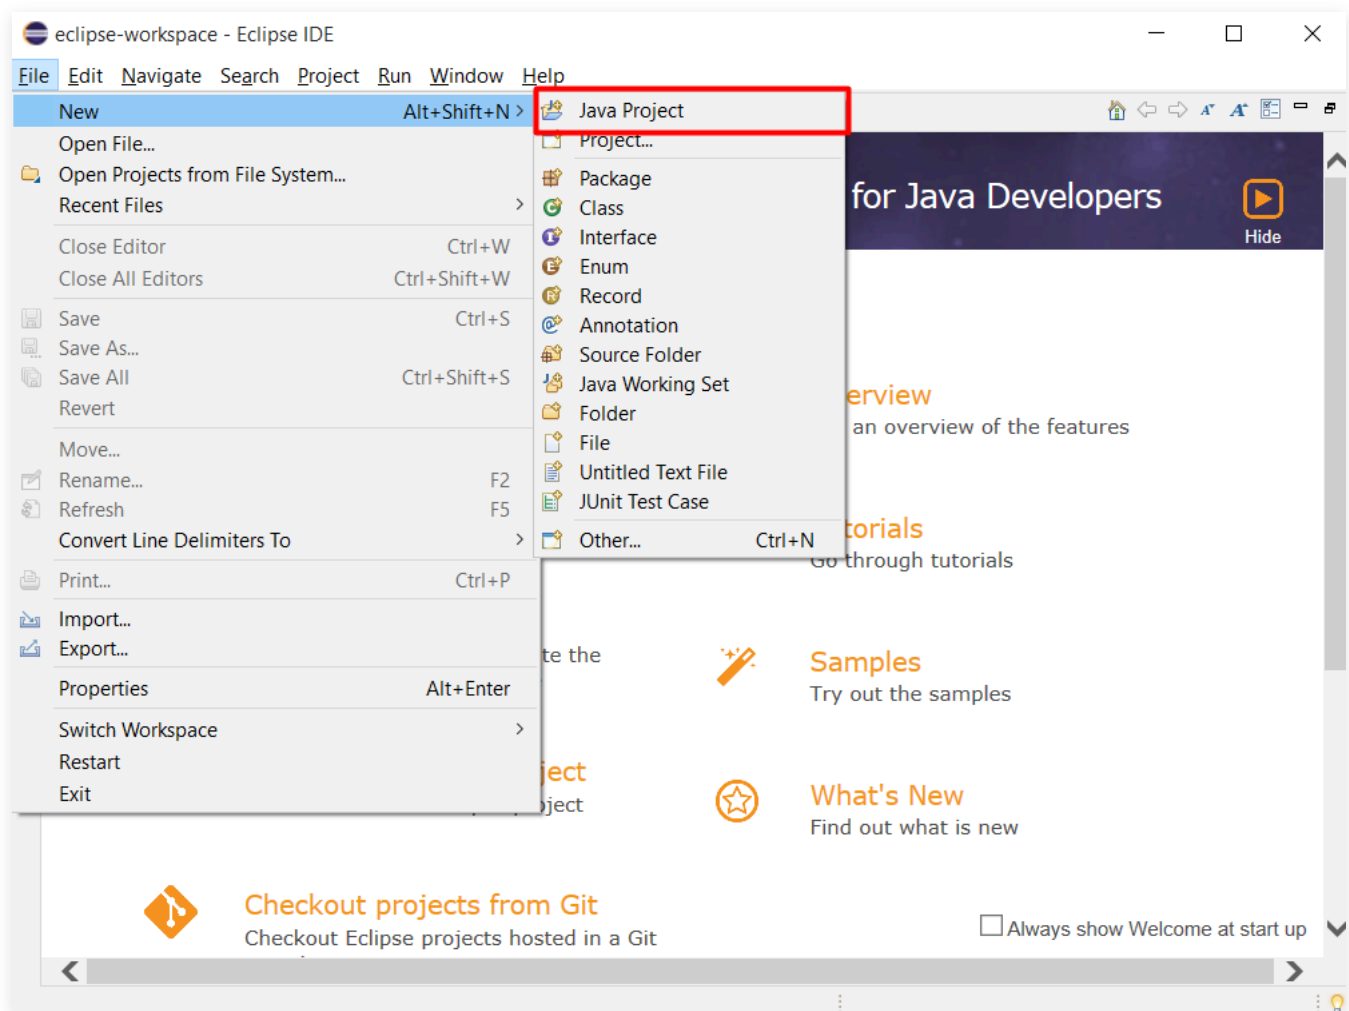 eclipse-workspace - Eclipse IDE
File Edit Navigate Search Project Run Window Help
New Alt+Shift+N
Open File...
Open Projects from File System...
Recent Files
Close Editor Ctrl+W
Close All Editors Ctrl+Shift+W
Save Ctrl+S
Save As...
Save All Ctrl+Shift+S
Revert
Move...
Rename... F2
Refresh F5
Convert Line Delimiters To
Print... Ctrl+P
Import...
Export...
Properties Alt+Enter
Switch Workspace
Restart
Exit
Java Project
Project...
Package
Class
Interface
Enum
Record
Annotation
Source Folder
Java Working Set
Folder
File
Untitled Text File
JUnit Test Case
Other... Ctrl+N
for Java Developers
Hide
erview
an overview of the features
torials
Go through tutorials
te the
Samples
Try out the samples
ject
oject
What's New
Find out what is new
Checkout projects from Git
Checkout Eclipse projects hosted in a Git
Always show Welcome at start up